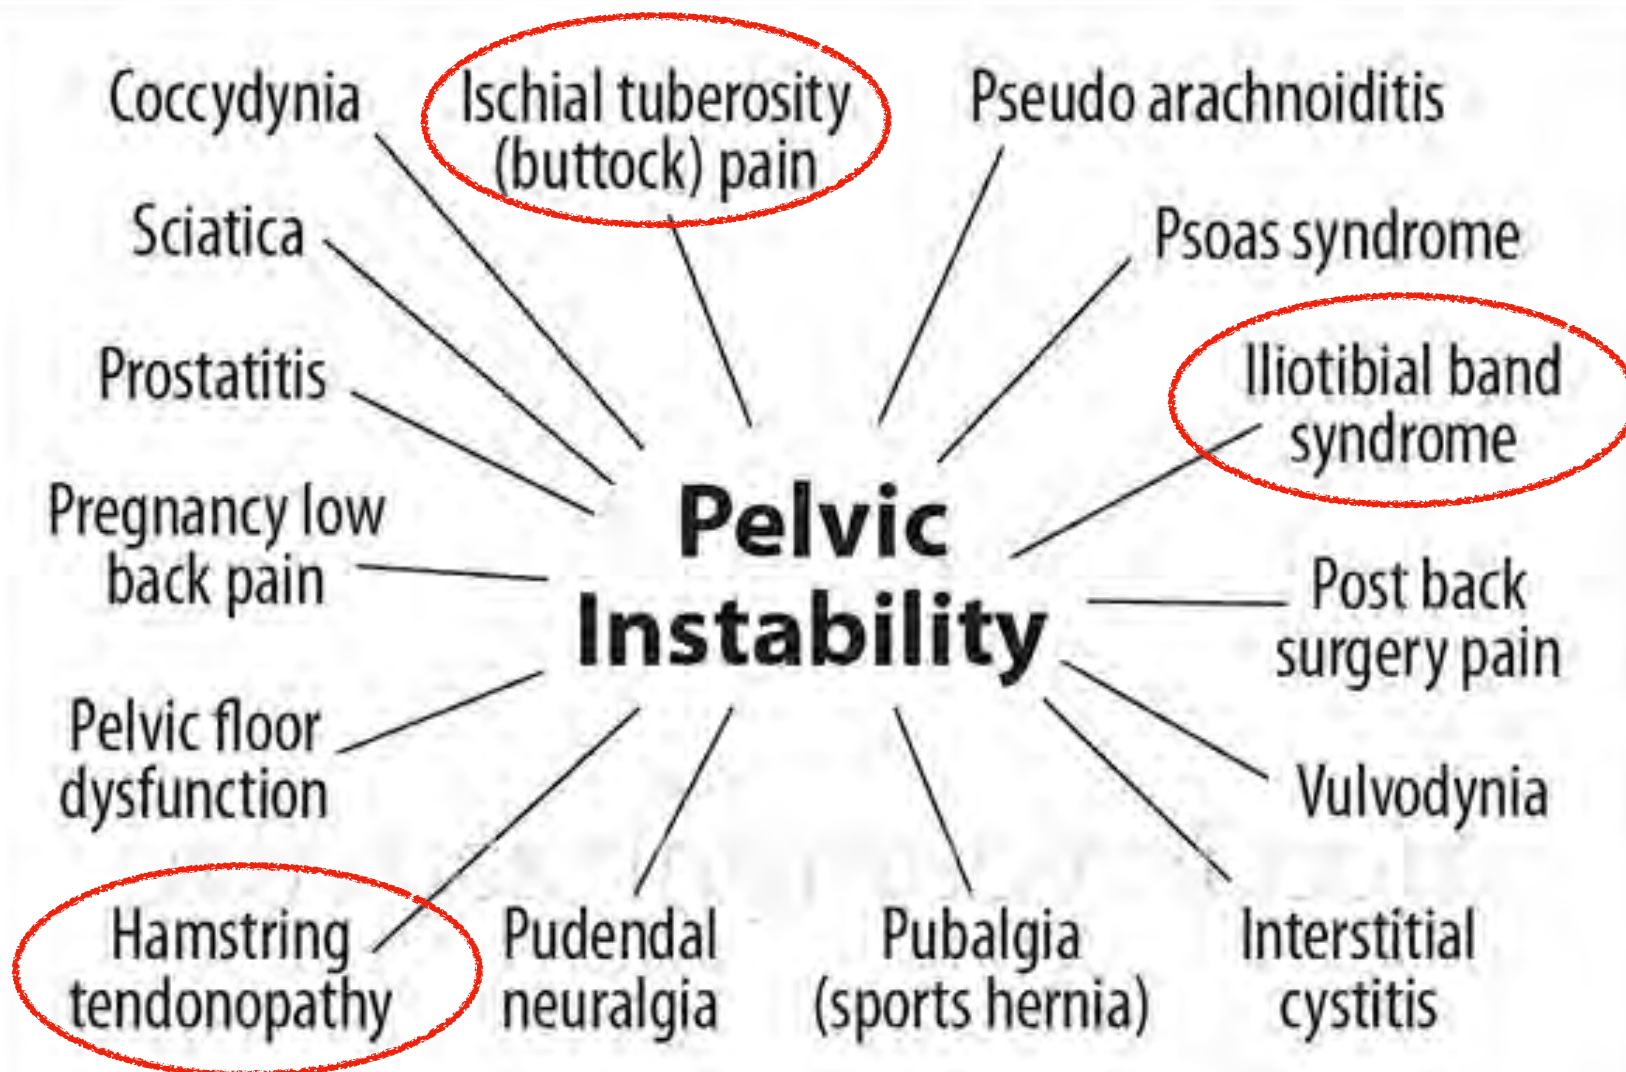 Coccydynia
Ischial tuberosity
(buttock) pain
Pseudo arachnoiditis
Sciatica
Psoas syndrome
Prostatitis
Iliotibial band
syndrome
Pregnancy low
back pain
Pelvic
Instability
Post back
surgery pain
Pelvic floor
dysfunction
Vulvodynia
Hamstring
tendonopathy
Pudendal
neuralgia
Pubalgia
(sports hernia)
Interstitial
cystitis